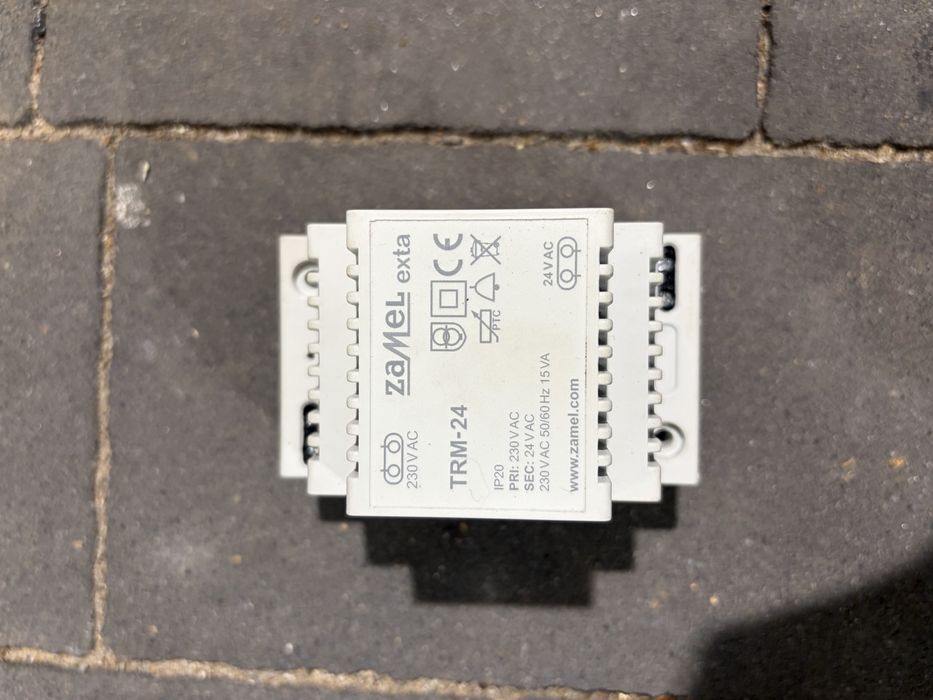 zamel exta
230 V AC
TRM-24
PTC
IP20
PRI: 230 V AC
SEC: 24 V AC
230 V AC 50/60 Hz 15 VA
24 V AC
www.zamel.com